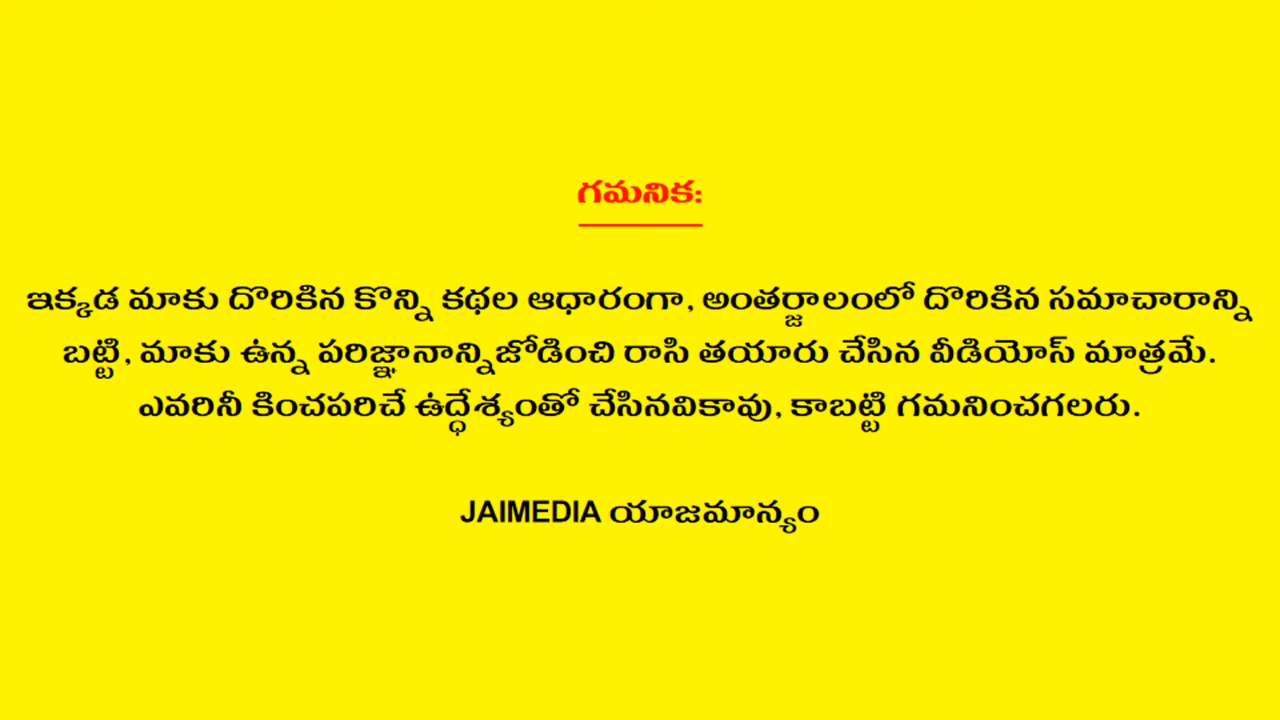 గమనిక:
ఇక్కడ మాకు దొరికిన కొన్ని కథల ఆధారంగా, అంతర్జాలంలో దొరికిన సమాచారాన్ని
బట్టి, మాకు ఉన్న పరిజ్ఞానాన్నిజోడించి రాసి తయారు చేసిన వీడియోస్ మాత్రమే.
ఎవరినీ కించపరిచే ఉద్ధేశ్యంతో చేసినవికావు, కాబట్టి గమనించగలరు.
JAIMEDIA యాజమాన్యం